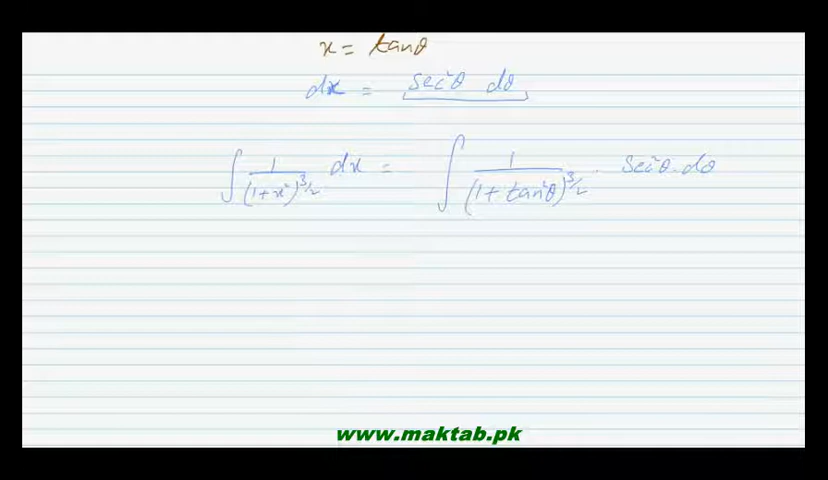 x = tanθ
dx = sec²θ dθ
∫ 1/(1+x²)^3/2 dx = ∫ 1/(1+tan²θ)^3/2 . sec²θ.dθ
www.maktab.pk